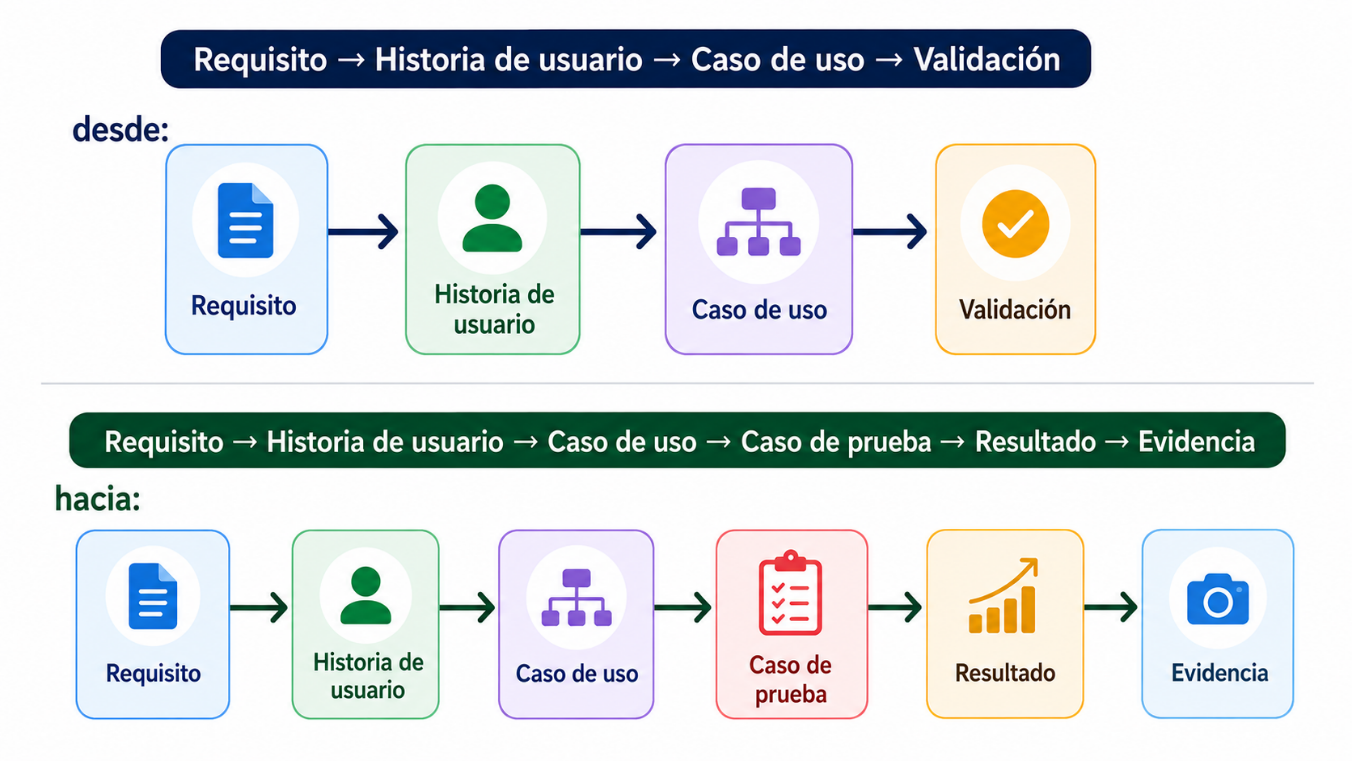 Requisito → Historia de usuario → Caso de uso → Validación
desde:
Requisito
Historia de
usuario
Caso de uso
Validación
Requisito → Historia de usuario → Caso de uso → Caso de prueba → Resultado → Evidencia
hacia:
Requisito
Historia de
usuario
Caso de uso
Caso de
prueba
Resultado
Evidencia